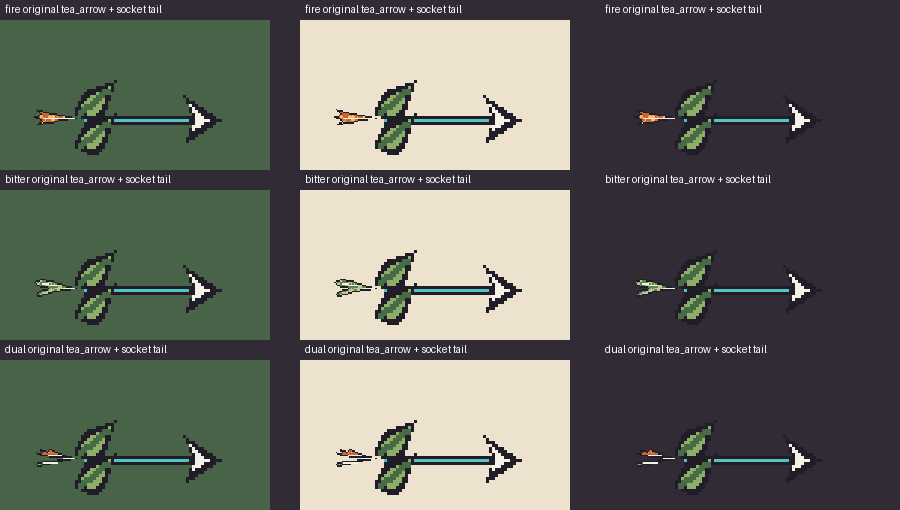 fire original tea_arrow + socket tail
fire original tea_arrow + socket tail
fire original tea_arrow + socket tail
bitter original tea_arrow + socket tail
bitter original tea_arrow + socket tail
bitter original tea_arrow + socket tail
dual original tea_arrow + socket tail
dual original tea_arrow + socket tail
dual original tea_arrow + socket tail